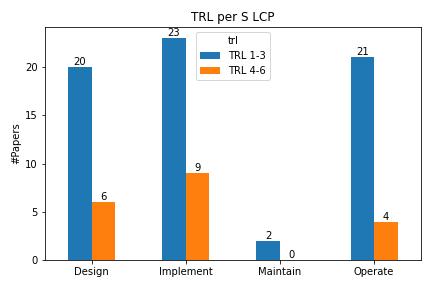 TRL per S LCP
#Papers
20
15
10
5
0
trl
TRL 1-3
TRL 4-6
20
6
23
9
2
0
21
4
Design
Implement
Maintain
Operate